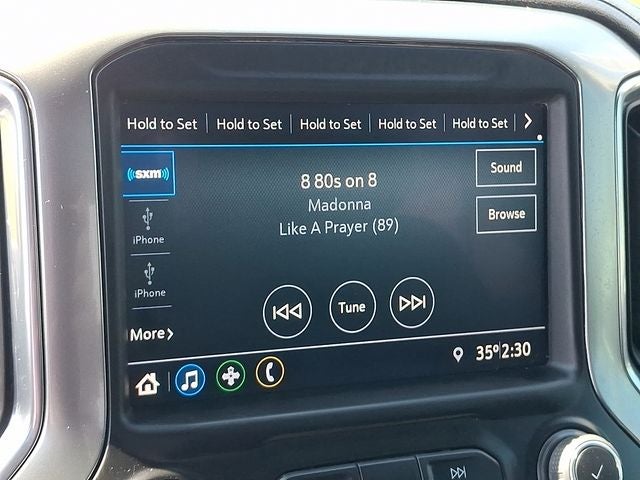 Hold to Set Hold to Set Hold to Set Hold to Set Hold to Set
sxm
8 80s on 8
Sound
Madonna
Browse
Like A Prayer (89)
iPhone
iPhone
Tune
More
35° 2:30